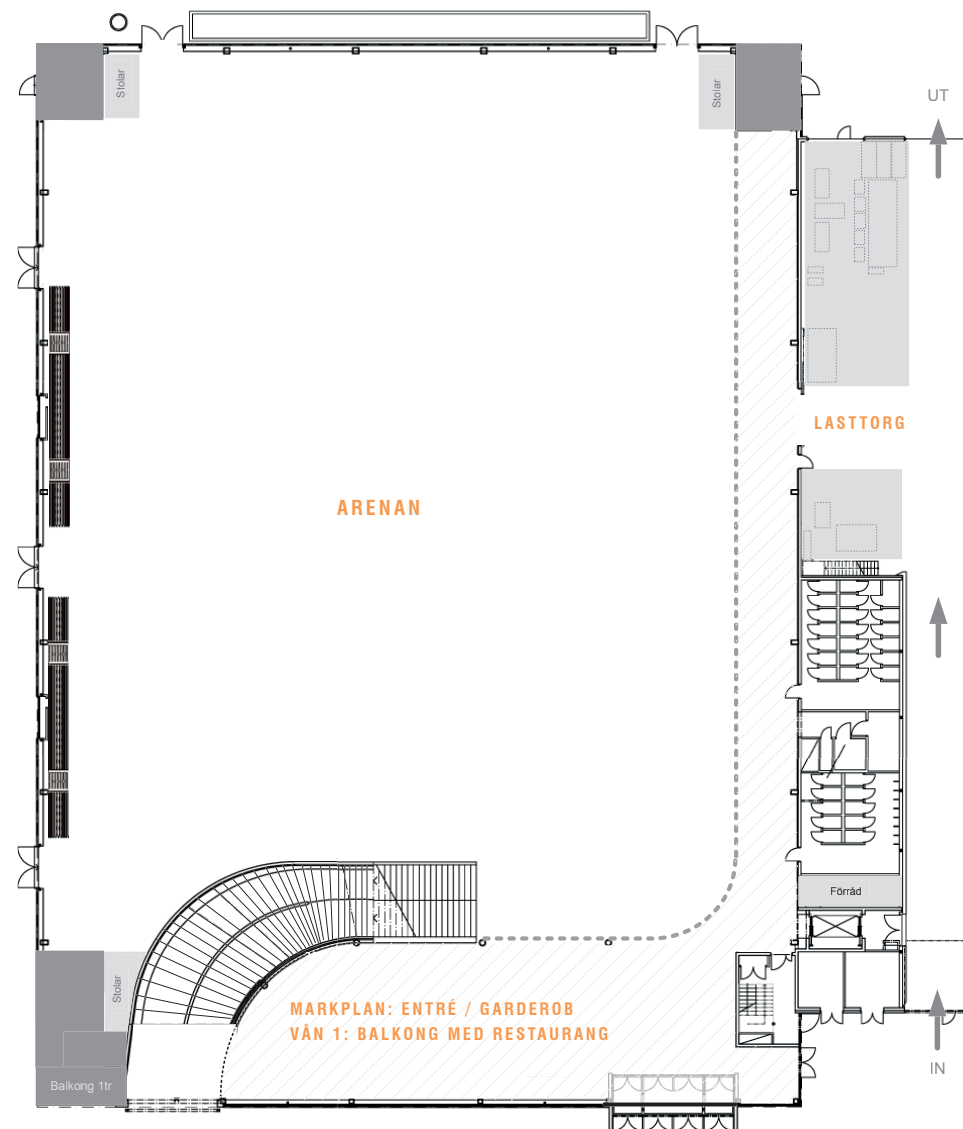 Stolar
Stolar
UT
LASTTORG
ARENAN
Förråd
Stolar
MARKPLAN: ENTRÉ / GARDEROB
VÅN 1: BALKONG MED RESTAURANG
Balkong 1tr
IN